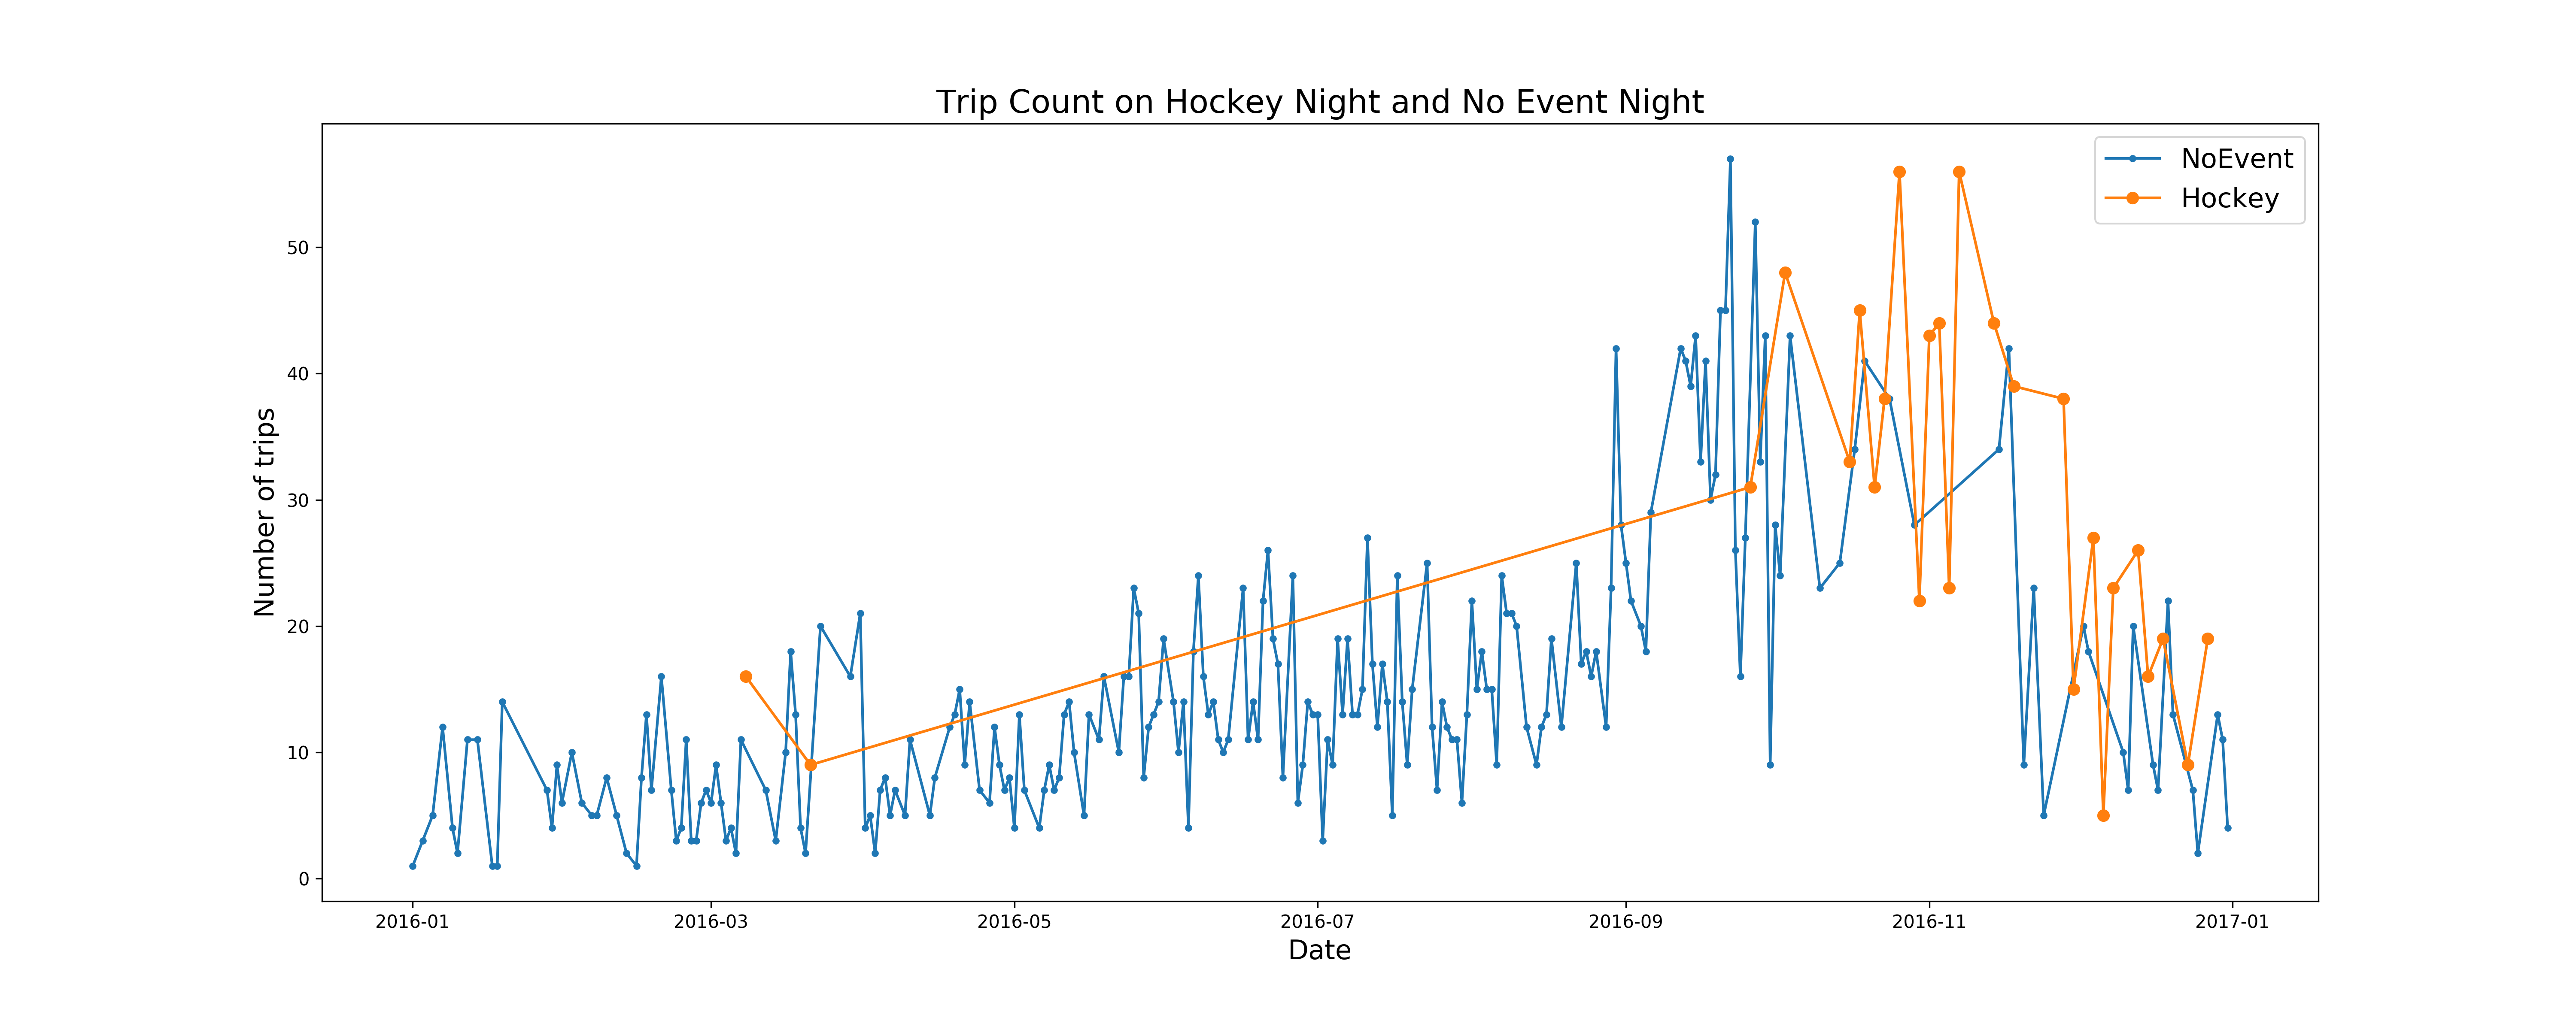 Trip Count on Hockey Night and No Event Night
NoEvent
Hockey
Number of trips
50
40
30
20
10
0
2016-01 2016-03 2016-05 2016-07 2016-09 2016-11 2017-01
Date